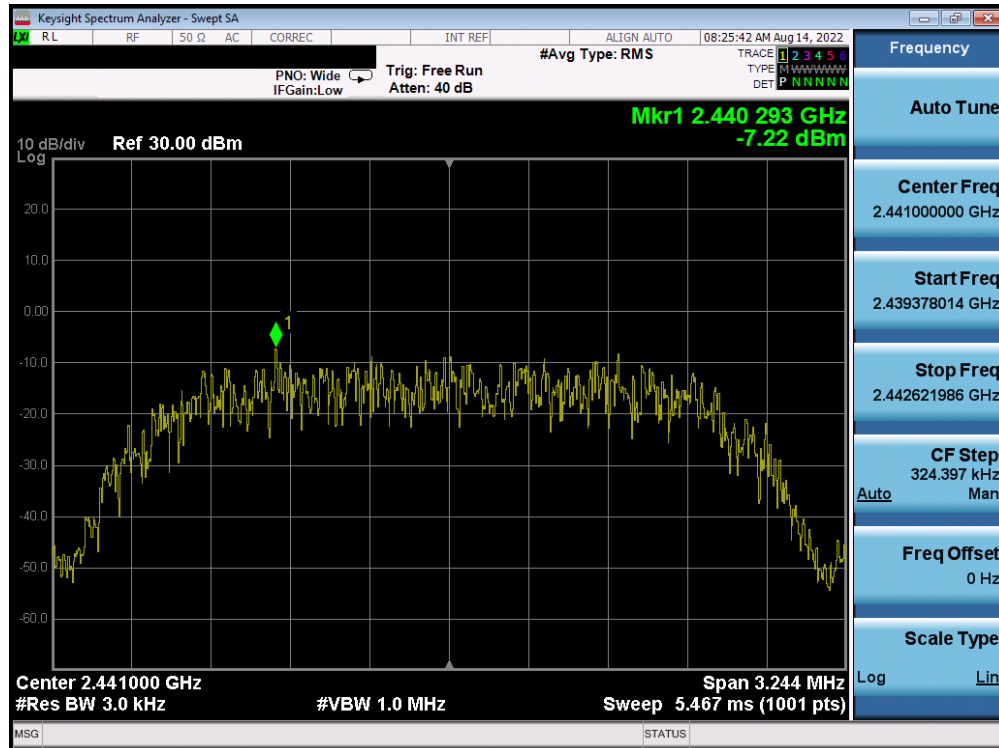 Keysight Spectrum Analyzer - Swept SA
LXI RL RF 50 Ω AC CORREC INT REF ALIGN AUTO 08:25:42 AM Aug 14, 2022
#Avg Type: RMS
TRACE 1 2 3 4 5 6
PNO: Wide Trig: Free Run
TYPE M W W W W W
IFGain:Low Atten: 40 dB
DET P N N N N N
Mkr1 2.440 293 GHz
-7.22 dBm
10 dB/div Ref 30.00 dBm
Log
20.0
10.0
0.00
1
-10.0
-20.0
-30.0
-40.0
-50.0
-60.0
Center 2.441000 GHz Span 3.244 MHz
#Res BW 3.0 kHz #VBW 1.0 MHz Sweep 5.467 ms (1001 pts)
MSG STATUS
Frequency
Auto Tune
Center Freq
2.441000000 GHz
Start Freq
2.439378014 GHz
Stop Freq
2.442621986 GHz
CF Step
324.397 kHz
Auto Man
Freq Offset
0 Hz
Scale Type
Log Lin